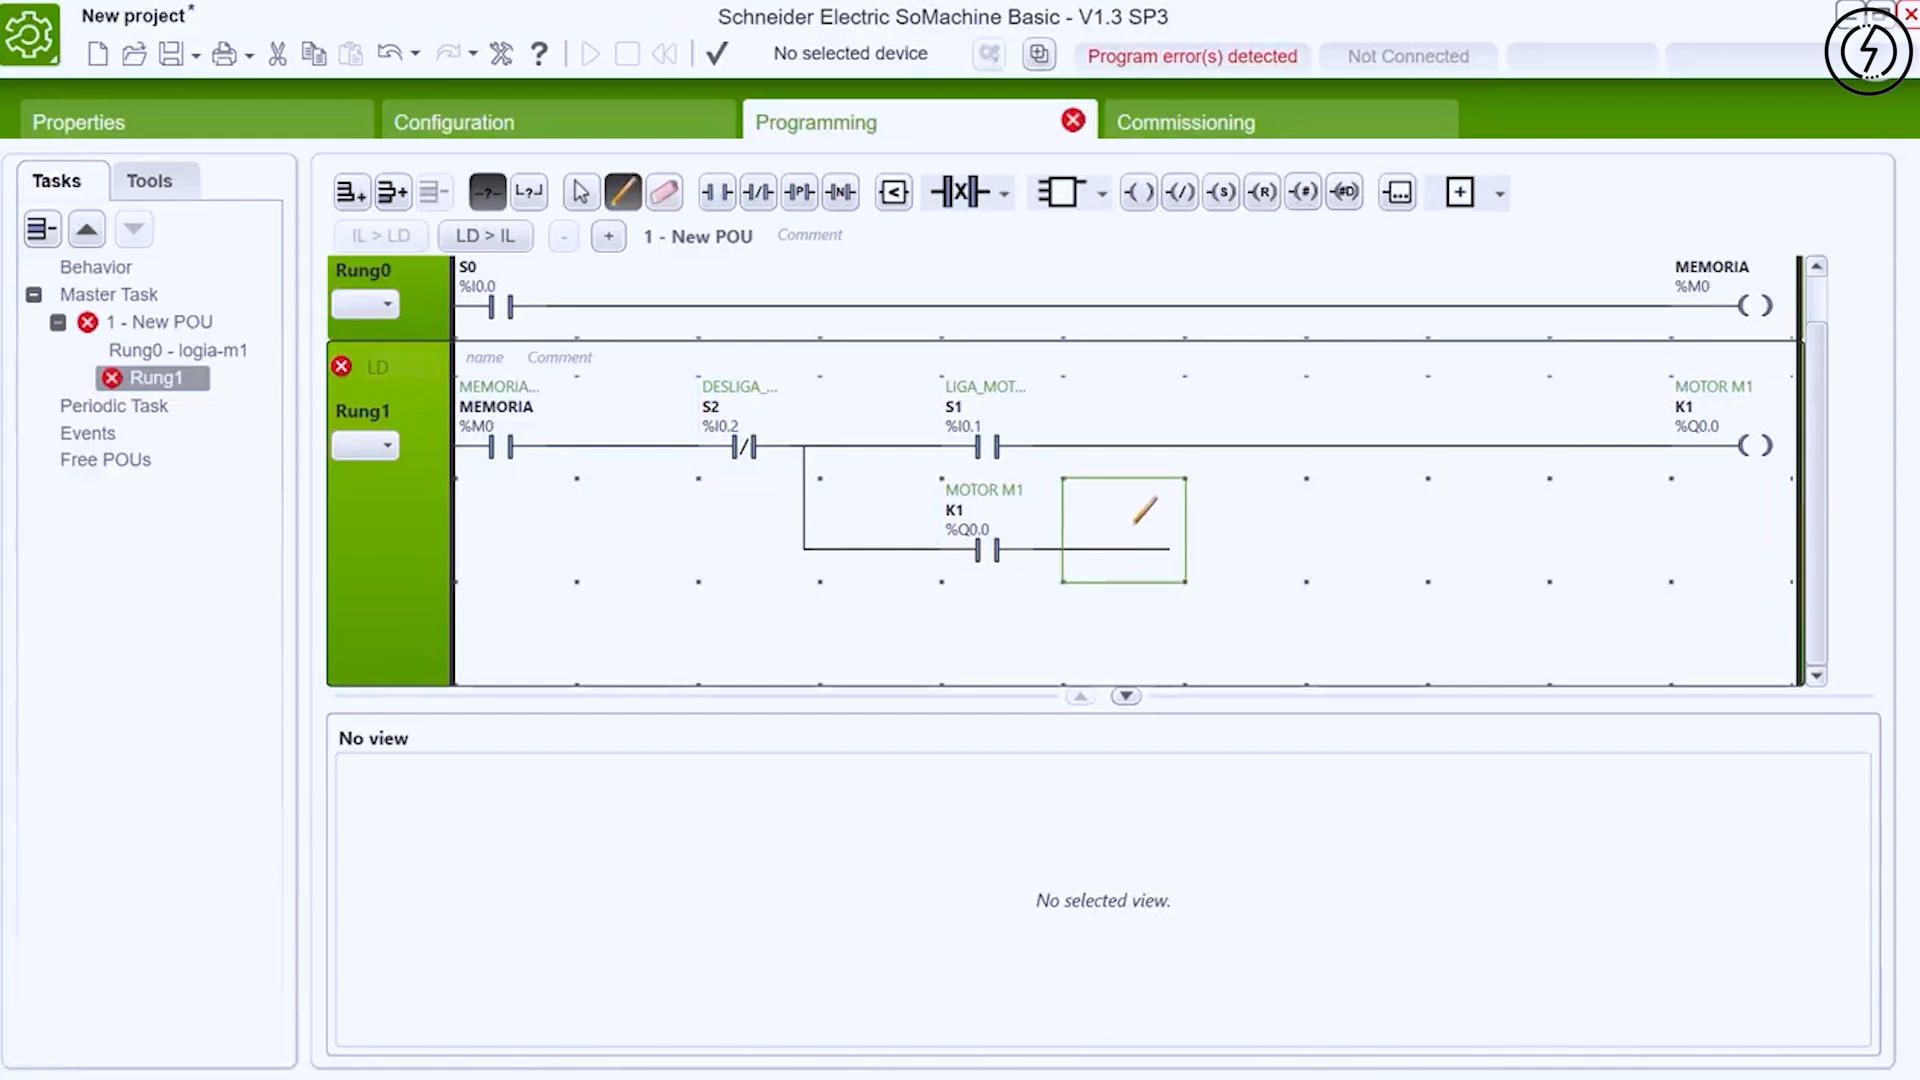 New project*
Schneider Electric SoMachine Basic - V1.3 SP3
No selected device
Program error(s) detected
Not Connected
Properties
Configuration
Programming
Commissioning
Tasks
Tools
IL > LD
LD > IL
-
+
1 - New POU
Comment
Behavior
Master Task
1 - New POU
Rung0 - logia-m1
Rung1
Periodic Task
Events
Free POUs
Rung0
S0
%I0.0
MEMORIA
%M0
LD
name
Comment
Rung1
MEMORIA...
MEMORIA
%M0
DESLIGA_...
S2
%I0.2
LIGA_MOT...
S1
%I0.1
MOTOR M1
K1
%Q0.0
MOTOR M1
K1
%Q0.0
No view
No selected view.